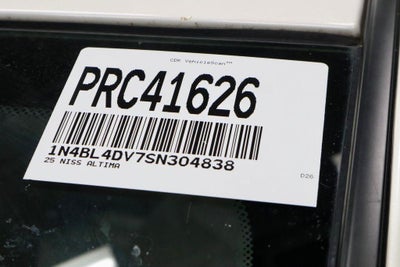 CDK VehicleScan™
PRC41626
1N4BL4DV7SN304838
25 NISS ALTIMA
D26